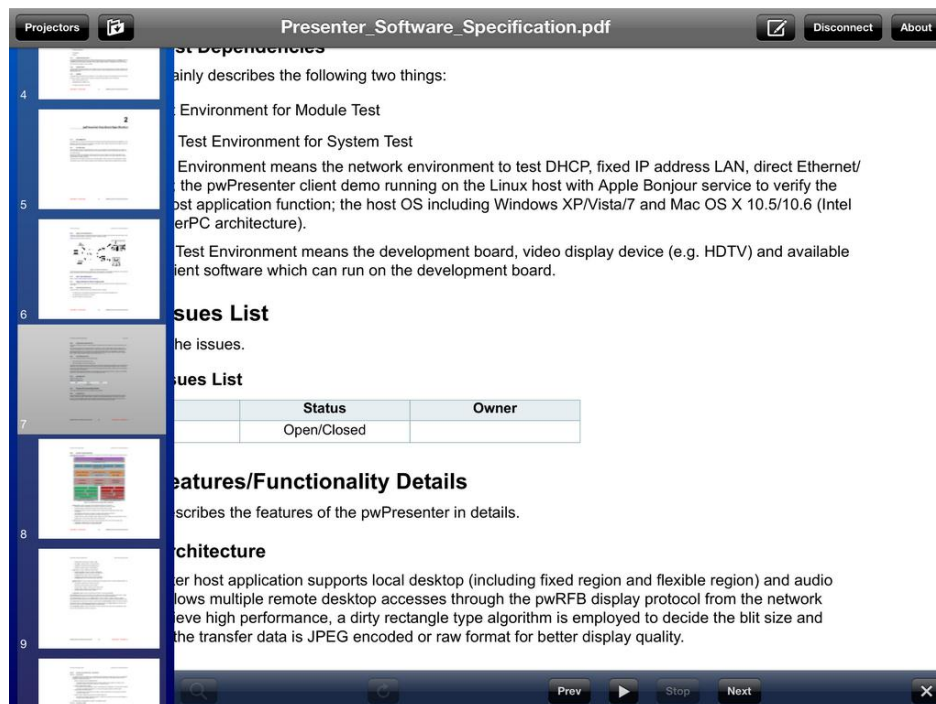 Projectors
Presenter_Software_Specification.pdf
Disconnect
About
st Dependencies
ainly describes the following two things:
Environment for Module Test
Test Environment for System Test
Environment means the network environment to test DHCP, fixed IP address LAN, direct Ethernet/
the pwPresenter client demo running on the Linux host with Apple Bonjour service to verify the
ost application function; the host OS including Windows XP/Vista/7 and Mac OS X 10.5/10.6 (Intel
erPC architecture).
Test Environment means the development board, video display device (e.g. HDTV) and available
ient software which can run on the development board.
sues List
he issues.
sues List
Status Owner
Open/Closed
eatures/Functionality Details
escribes the features of the pwPresenter in details.
rchitecture
er host application supports local desktop (including fixed region and flexible region) and audio
lows multiple remote desktop accesses through the pwRFB display protocol from the network
ieve high performance, a dirty rectangle type algorithm is employed to decide the blit size and
the transfer data is JPEG encoded or raw format for better display quality.
4
5
2
6
7
8
9
Prev
Stop
Next